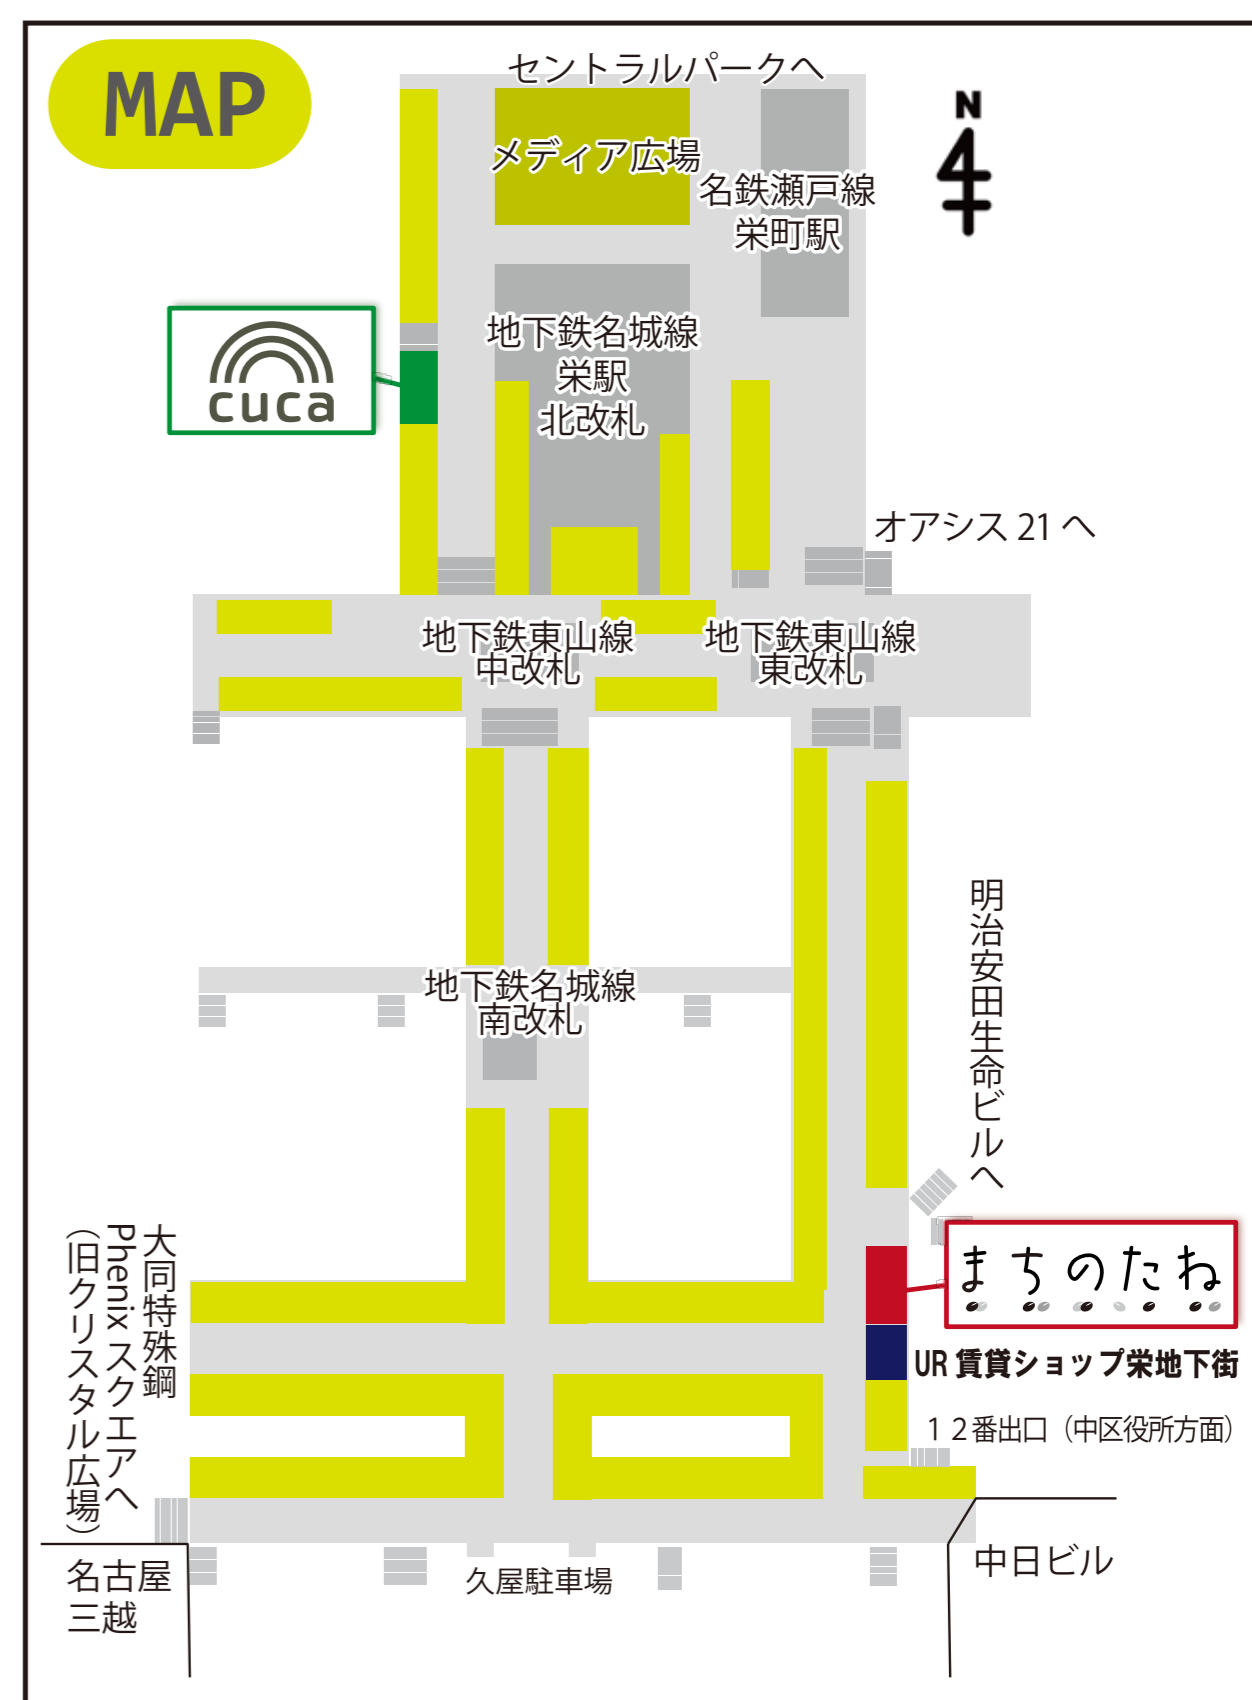 MAP
セントラルパークへ
N
メディア広場
名鉄瀬戸線
栄町駅
地下鉄名城線
栄駅
北改札
cuca
オアシス 21 へ
地下鉄東山線
中改札
地下鉄東山線
東改札
地下鉄名城線
南改札
明治安田生命ビルへ
まちのたね
UR 賃貸ショップ栄地下街
１２番出口（中区役所方面）
大同特殊鋼
Phenix スクエアへ
（旧クリスタル広場）
名古屋
三越
久屋駐車場
中日ビル